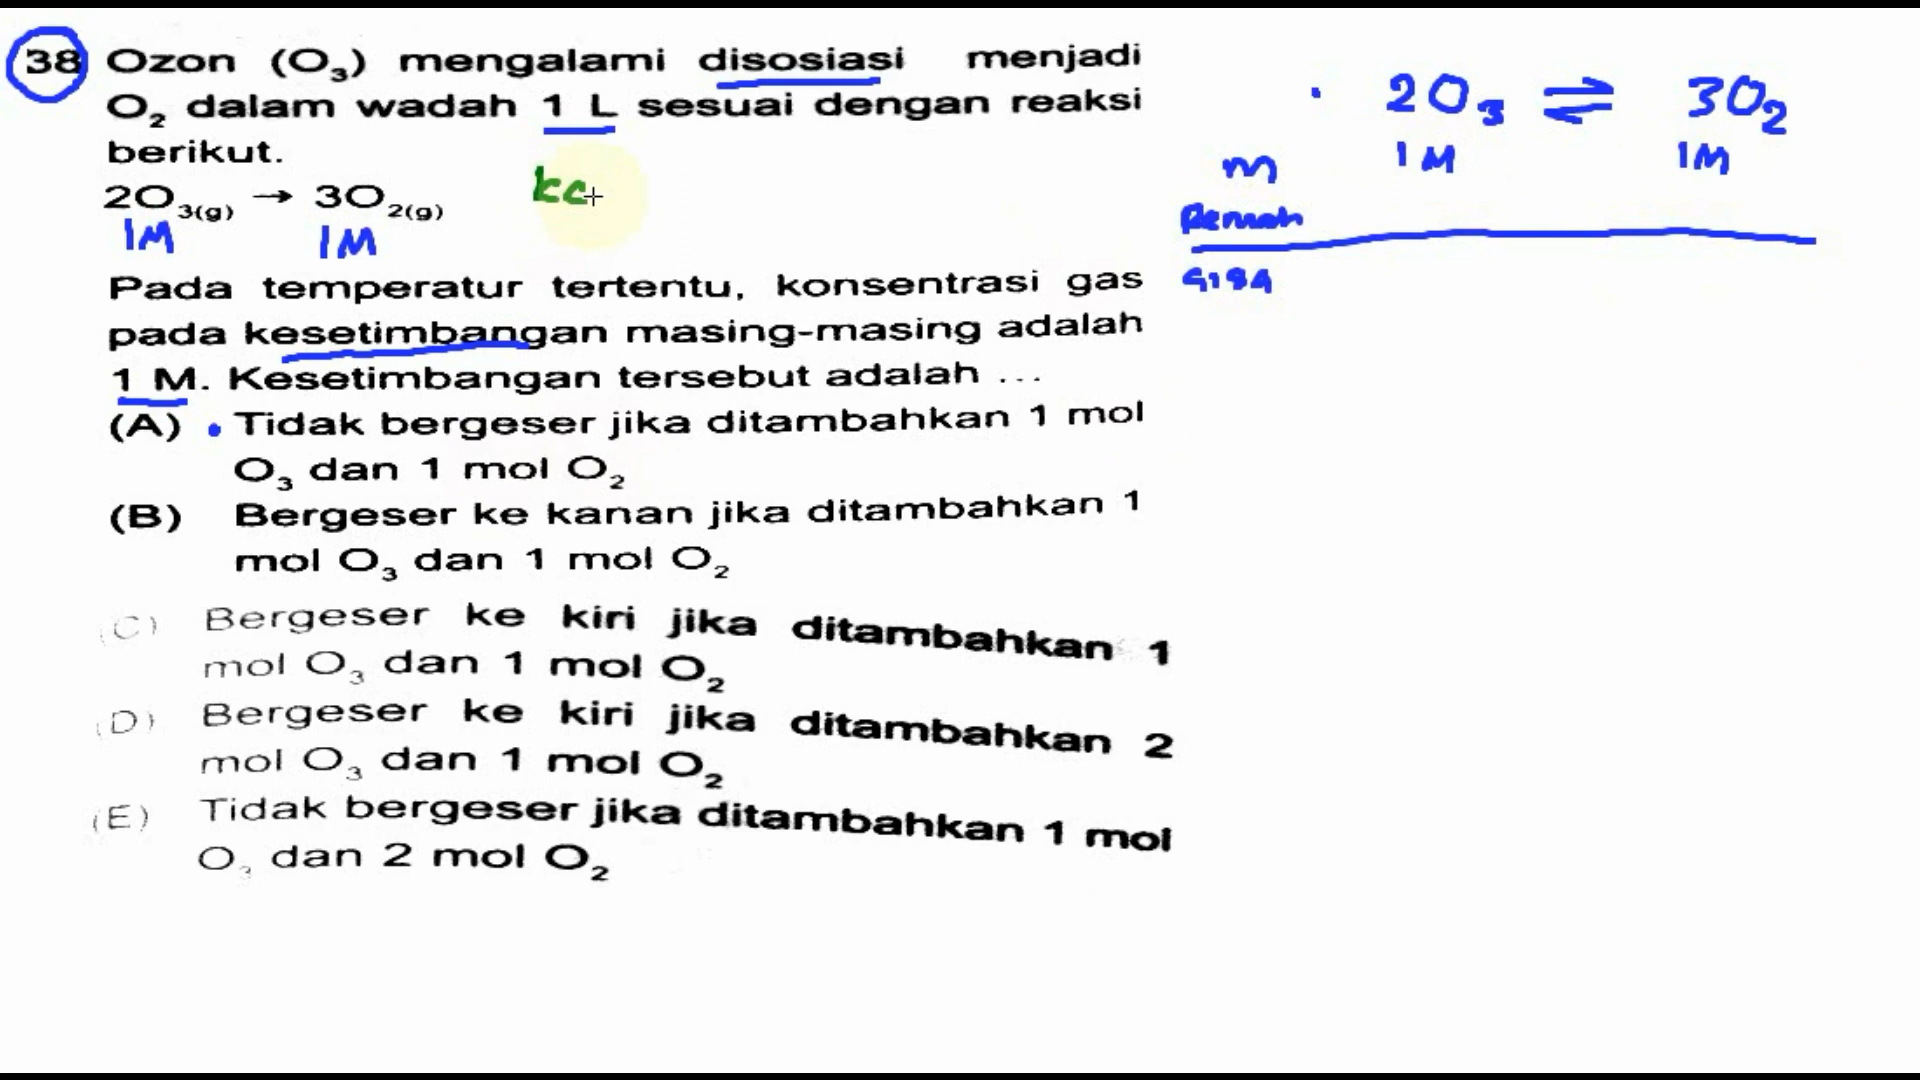 38 Ozon (O₃) mengalami disosiasi menjadi
O₂ dalam wadah 1 L sesuai dengan reaksi
berikut.
2O₃(g) → 3O₂(g)
kc
1M 1M
Pada temperatur tertentu, konsentrasi gas
pada kesetimbangan masing-masing adalah
1 M. Kesetimbangan tersebut adalah ...
(A) Tidak bergeser jika ditambahkan 1 mol
O₃ dan 1 mol O₂
(B) Bergeser ke kanan jika ditambahkan 1
mol O₃ dan 1 mol O₂
(C) Bergeser ke kiri jika ditambahkan 1
mol O₃ dan 1 mol O₂
(D) Bergeser ke kiri jika ditambahkan 2
mol O₃ dan 1 mol O₂
(E) Tidak bergeser jika ditambahkan 1 mol
O₃ dan 2 mol O₂
2O₃ ⇌ 3O₂
m 1M 1M
sisa